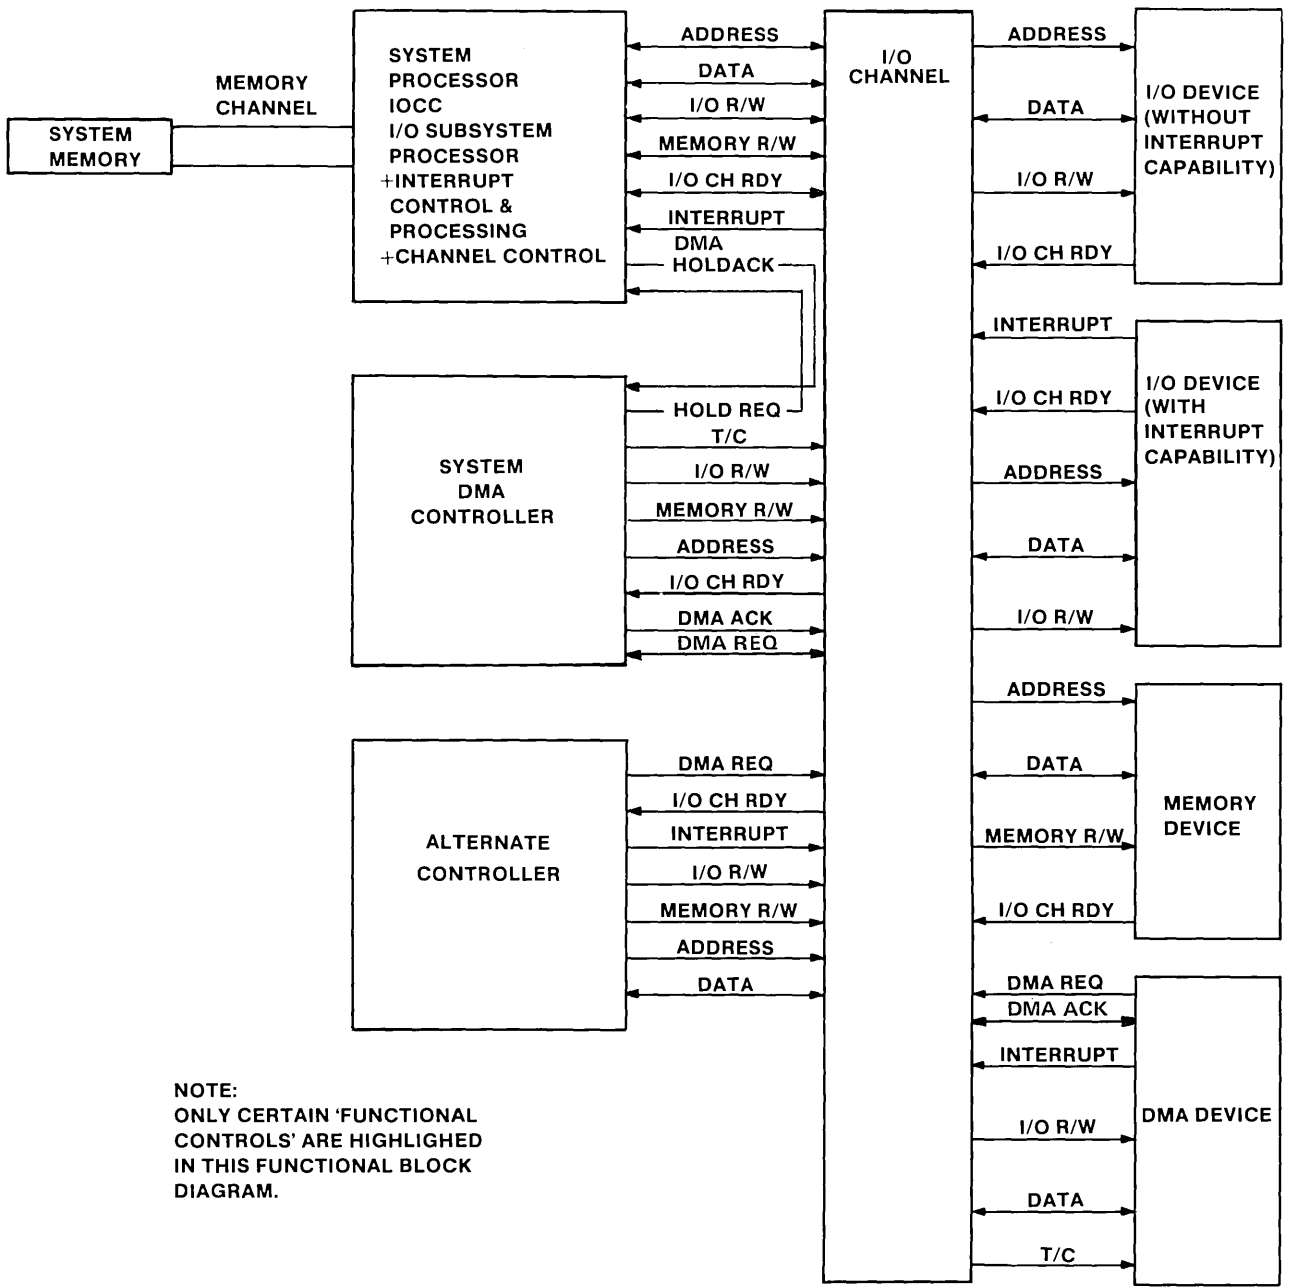 MEMORY
CHANNEL
SYSTEM
MEMORY
SYSTEM
PROCESSOR
IOCC
I/O SUBSYSTEM
PROCESSOR
+INTERRUPT
CONTROL &
PROCESSING
+CHANNEL CONTROL
ADDRESS
DATA
I/O R/W
MEMORY R/W
I/O CH RDY
INTERRUPT
DMA
HOLDACK
SYSTEM
DMA
CONTROLLER
HOLD REQ
T/C
I/O R/W
MEMORY R/W
ADDRESS
I/O CH RDY
DMA ACK
DMA REQ
ALTERNATE
CONTROLLER
DMA REQ
I/O CH RDY
INTERRUPT
I/O R/W
MEMORY R/W
ADDRESS
DATA
I/O
CHANNEL
ADDRESS
DATA
I/O R/W
I/O CH RDY
I/O DEVICE
(WITHOUT
INTERRUPT
CAPABILITY)
INTERRUPT
I/O CH RDY
ADDRESS
DATA
I/O R/W
I/O DEVICE
(WITH
INTERRUPT
CAPABILITY)
ADDRESS
DATA
MEMORY R/W
I/O CH RDY
MEMORY
DEVICE
DMA REQ
DMA ACK
INTERRUPT
I/O R/W
DATA
T/C
DMA DEVICE
NOTE:
ONLY CERTAIN 'FUNCTIONAL
CONTROLS' ARE HIGHLIGHED
IN THIS FUNCTIONAL BLOCK
DIAGRAM.